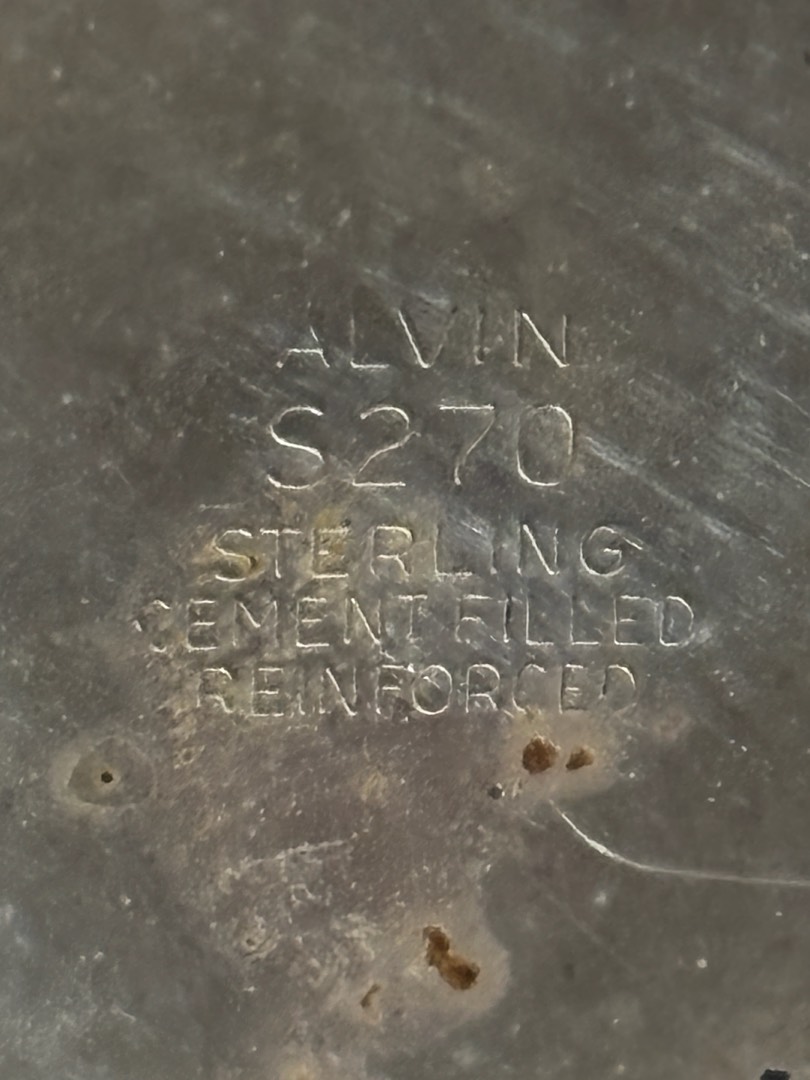 ALVIN
S270
STERLING
CEMENT FILLED
REINFORCED